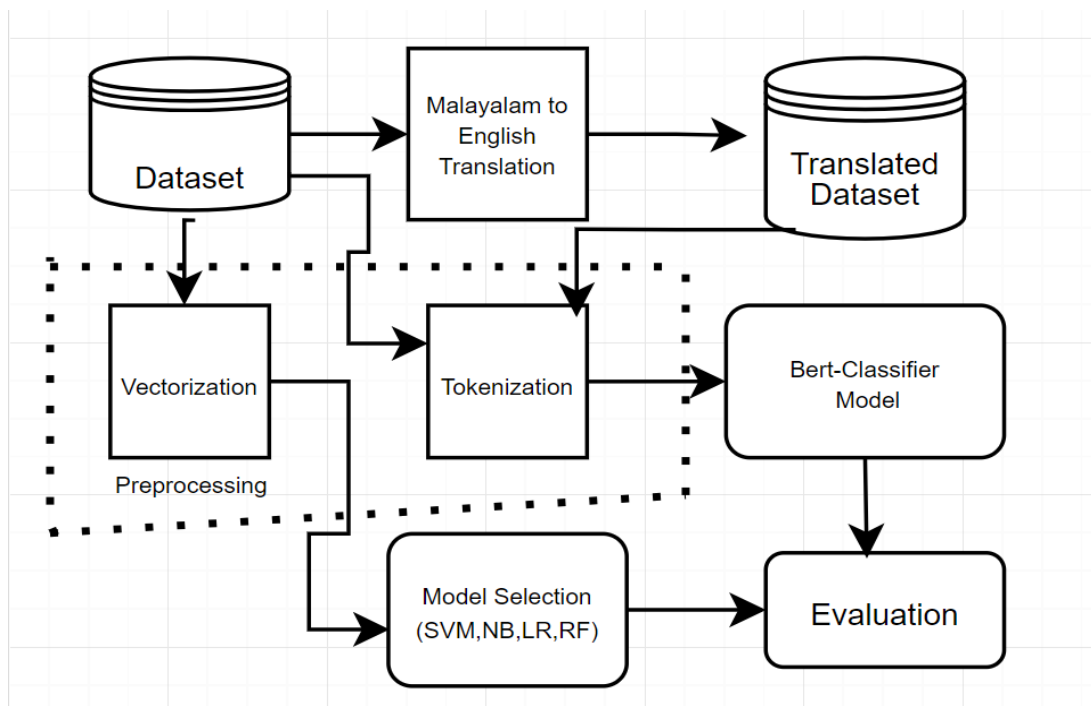 Dataset
Malayalam to
English
Translation
Translated
Dataset
Vectorization
Tokenization
Bert-Classifier
Model
Preprocessing
Model Selection
(SVM,NB,LR,RF)
Evaluation